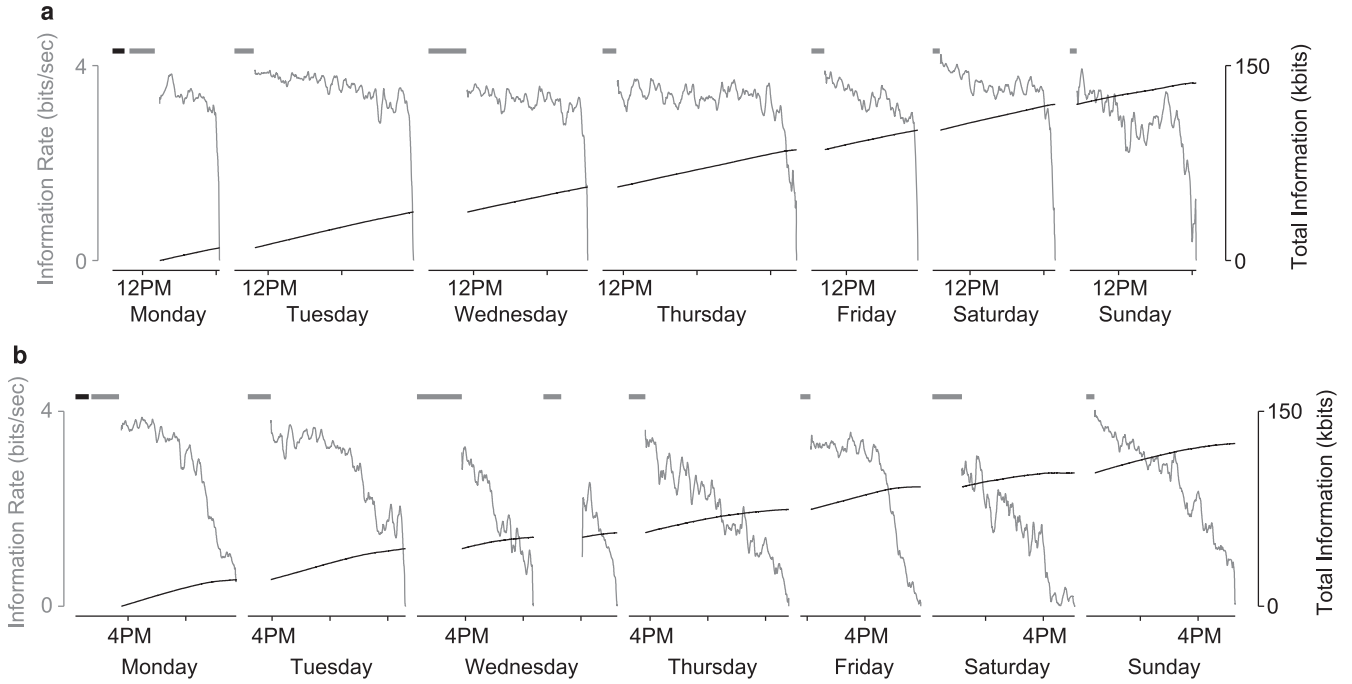 a
Information Rate (bits/sec)
4
0
150
0
Total Information (kbits)
12PM 12PM 12PM 12PM 12PM 12PM 12PM
Monday Tuesday Wednesday Thursday Friday Saturday Sunday
b
Information Rate (bits/sec)
4
0
150
0
Total Information (kbits)
4PM 4PM 4PM 4PM 4PM 4PM 4PM
Monday Tuesday Wednesday Thursday Friday Saturday Sunday